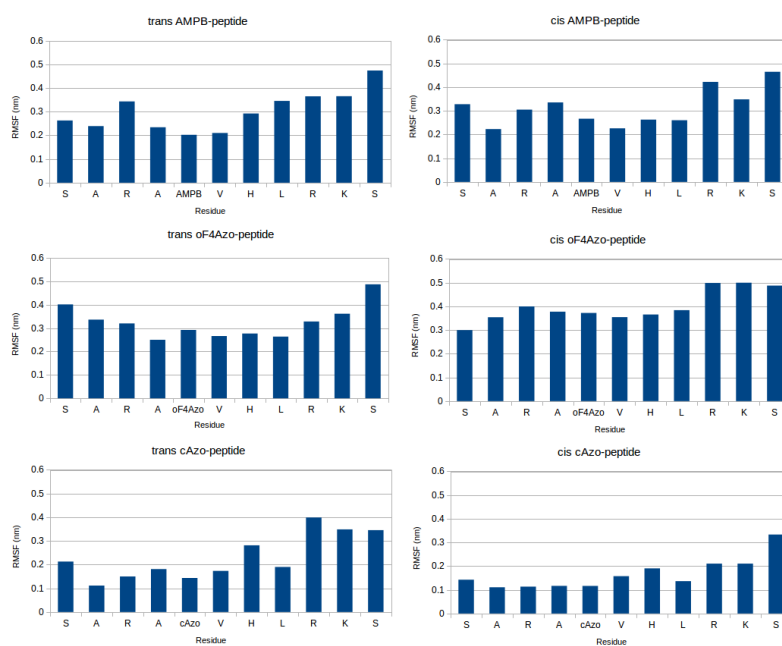 trans AMPB-peptide
0.6
0.5
0.4
0.3
0.2
0.1
0
RMSF (nm)
S A R A AMPB V H L R K S
Residue
cis AMPB-peptide
0.6
0.5
0.4
0.3
0.2
0.1
0
RMSF (nm)
S A R A AMPB V H L R K S
Residue
trans oF4Azo-peptide
0.6
0.5
0.4
0.3
0.2
0.1
0
RMSF (nm)
S A R A oF4Azo V H L R K S
Residue
cis oF4Azo-peptide
0.6
0.5
0.4
0.3
0.2
0.1
0
RMSF (nm)
S A R A oF4Azo V H L R K S
Residue
trans cAzo-peptide
0.6
0.5
0.4
0.3
0.2
0.1
0
RMSF (nm)
S A R A cAzo V H L R K S
Residue
cis cAzo-peptide
0.6
0.5
0.4
0.3
0.2
0.1
0
RMSF (nm)
S A R A cAzo V H L R K S
Residue